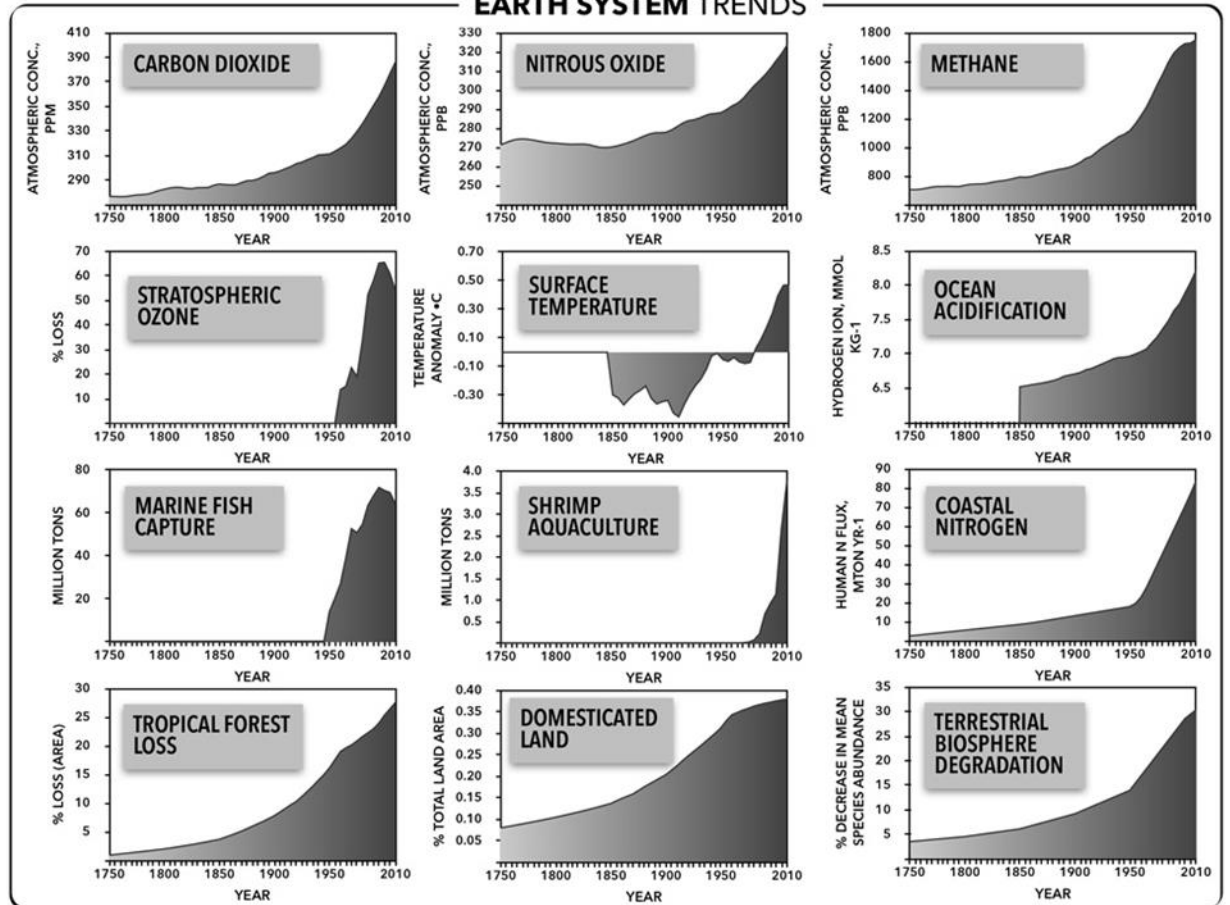 EARTH SYSTEM TRENDS
CARBON DIOXIDE
ATMOSPHERIC CONC.,
PPM
410
390
370
350
330
310
290
1750 1800 1850 1900 1950 2010
YEAR
NITROUS OXIDE
ATMOSPHERIC CONC.,
PPB
330
320
310
300
290
280
270
260
250
1750 1800 1850 1900 1950 2010
YEAR
METHANE
ATMOSPHERIC CONC.,
PPB
1800
1600
1400
1200
1000
800
1750 1800 1850 1900 1950 2010
YEAR
STRATOSPHERIC
OZONE
% LOSS
70
60
50
40
30
20
10
1750 1800 1850 1900 1950 2010
YEAR
SURFACE
TEMPERATURE
TEMPERATURE
ANOMALY •C
0.70
0.50
0.30
0.10
-0.10
-0.30
1750 1800 1850 1900 1950 2010
YEAR
OCEAN
ACIDIFICATION
HYDROGEN ION, MMOL
KG-1
8.5
8.0
7.5
7.0
6.5
1750 1800 1850 1900 1950 2010
YEAR
MARINE FISH
CAPTURE
MILLION TONS
80
60
40
20
1750 1800 1850 1900 1950 2010
YEAR
SHRIMP
AQUACULTURE
MILLION TONS
4.0
3.5
3.0
2.5
2.0
1.5
1.0
0.5
1750 1800 1850 1900 1950 2010
YEAR
COASTAL
NITROGEN
HUMAN N FLUX,
MTON YR-1
90
80
70
60
50
40
30
20
10
1750 1800 1850 1900 1950 2010
YEAR
TROPICAL FOREST
LOSS
% LOSS (AREA)
30
25
20
15
10
5
1750 1800 1850 1900 1950 2010
YEAR
DOMESTICATED
LAND
% TOTAL LAND AREA
0.40
0.35
0.30
0.25
0.20
0.15
0.10
0.05
1750 1800 1850 1900 1950 2010
YEAR
TERRESTRIAL
BIOSPHERE
DEGRADATION
% DECREASE IN MEAN
SPECIES ABUNDANCE
35
30
25
20
15
10
5
1750 1800 1850 1900 1950 2010
YEAR